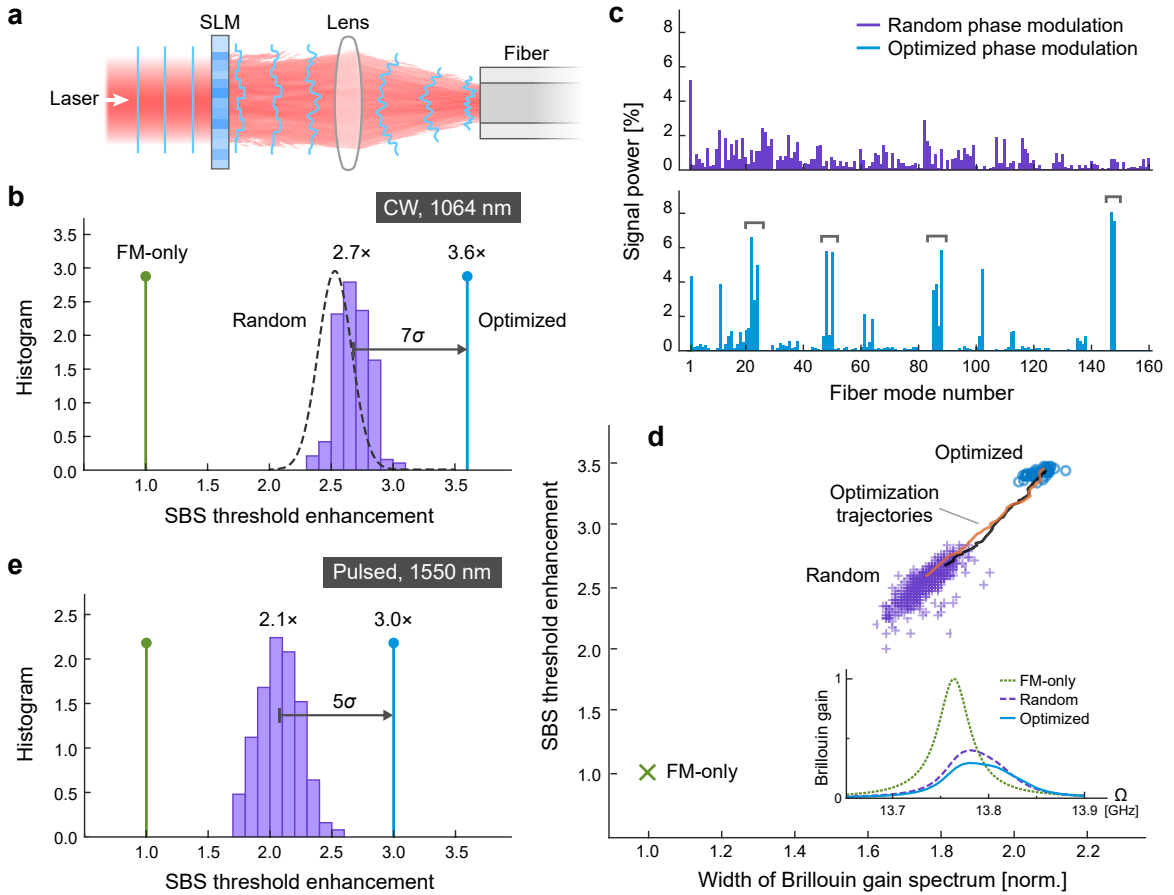 a
SLM
Lens
Fiber
Laser
b
CW, 1064 nm
3.5
3.0
2.5
2.0
1.5
1.0
0.5
0.0
Histogram
FM-only
2.7×
3.6×
Random
Optimized
7σ
1.0
1.5
2.0
2.5
3.0
3.5
SBS threshold enhancement
e
Pulsed, 1550 nm
2.5
2.0
1.5
1.0
0.5
0.0
Histogram
2.1×
3.0×
5σ
1.0
1.5
2.0
2.5
3.0
3.5
SBS threshold enhancement
c
Random phase modulation
Optimized phase modulation
8
6
4
2
0
8
6
4
2
0
Signal power [%]
1
20
40
60
80
100
120
140
160
Fiber mode number
d
3.5
3.0
2.5
2.0
1.5
1.0
SBS threshold enhancement
Optimized
Optimization
trajectories
Random
FM-only
1
0
Brillouin gain
FM-only
Random
Optimized
Ω
13.7
13.8
13.9
[GHz]
1.0
1.2
1.4
1.6
1.8
2.0
2.2
Width of Brillouin gain spectrum [norm.]